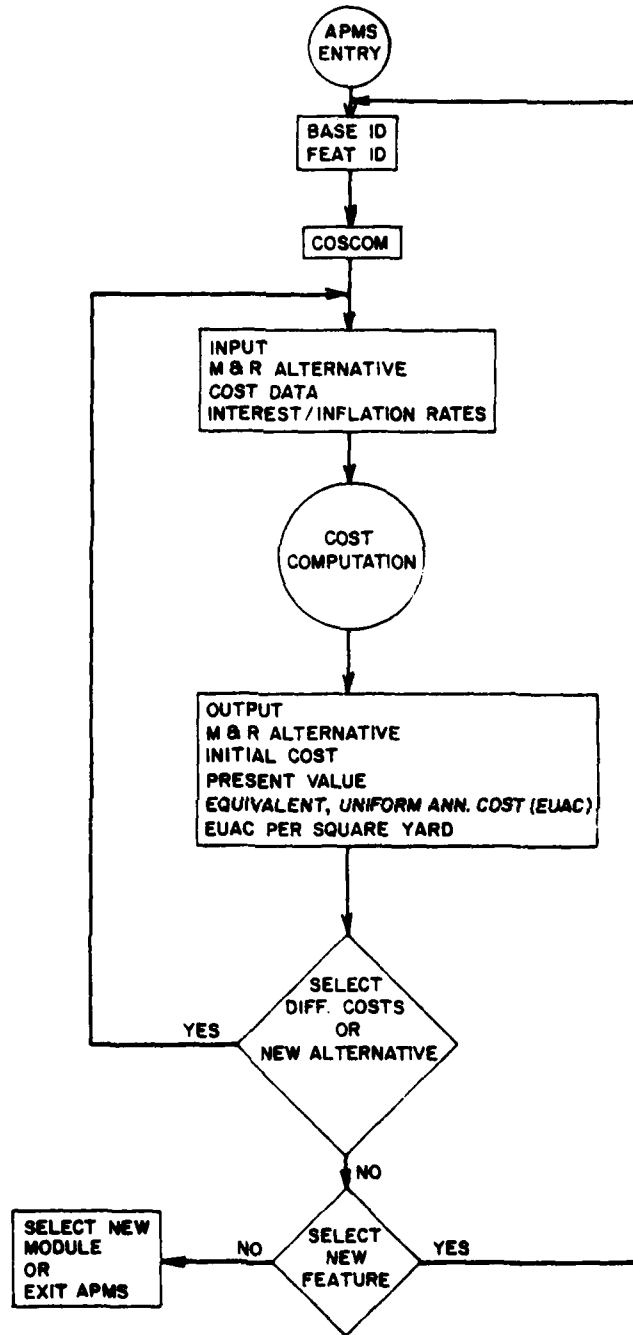 APMS
ENTRY
BASE ID
FEAT ID
COSCOM
INPUT
M & R ALTERNATIVE
COST DATA
INTEREST/INFLATION RATES
COST
COMPUTATION
OUTPUT
M & R ALTERNATIVE
INITIAL COST
PRESENT VALUE
EQUIVALENT, UNIFORM ANN. COST (EUAC)
EUAC PER SQUARE YARD
SELECT
DIFF. COSTS
OR
NEW ALTERNATIVE
YES
NO
SELECT
NEW
FEATURE
YES
NO
SELECT NEW
MODULE
OR
EXIT APMS